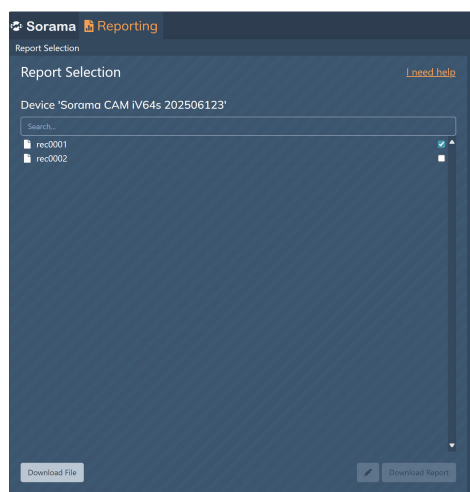 Sorama Reporting
Report Selection
Report Selection I need help
Device 'Sorama CAM iV64s 202506123'
Search...
rec0001
rec0002
Download File Download Report